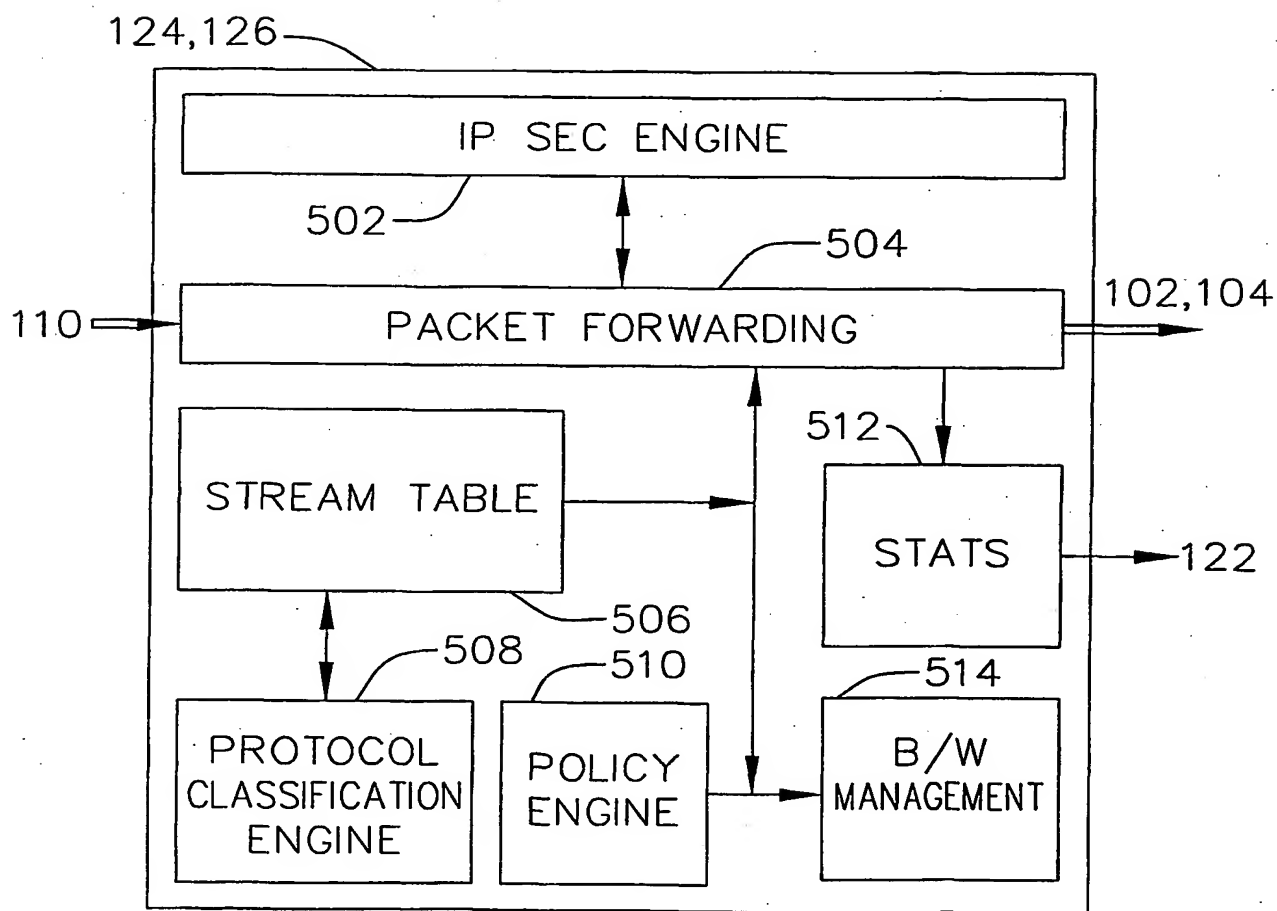 124,126
IP SEC ENGINE
502
504
110
PACKET FORWARDING
102,104
512
STREAM TABLE
STATS
122
506
508
510
514
PROTOCOL
CLASSIFICATION
ENGINE
POLICY
ENGINE
B/W
MANAGEMENT